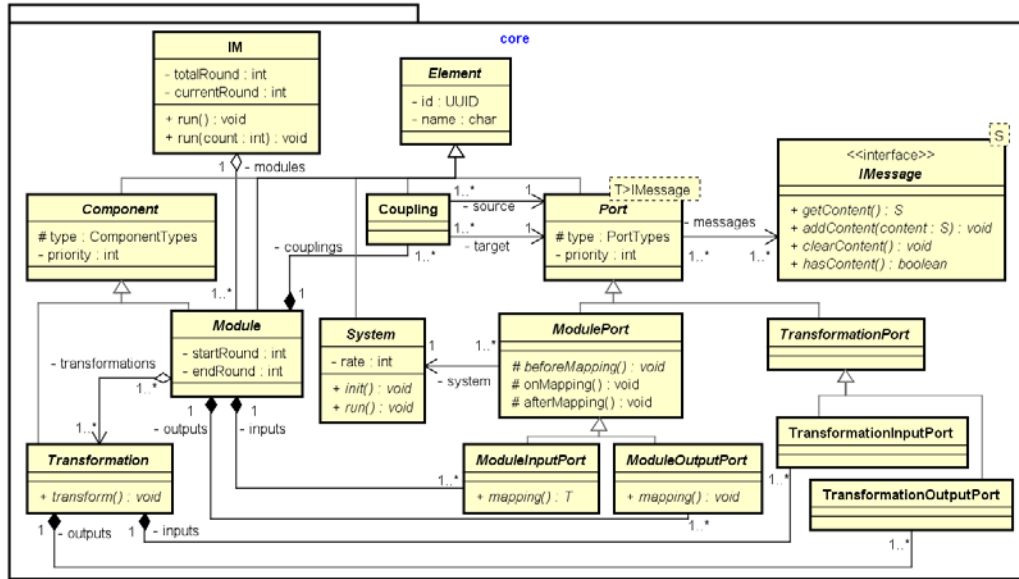 core
IM
- totalRound : int
- currentRound : int
+ run() : void
+ run(count : int) : void
Element
- id : UUID
- name : char
S
<<interface>>
IMessage
+ getContent() : S
+ addContent(content : S) : void
+ clearContent() : void
+ hasContent() : boolean
1
- modules
1..*
Component
# type : ComponentTypes
- priority : int
Coupling
1..*
1
- source
1..*
1
- target
T>IMessage
Port
# type : PortTypes
- priority : int
- messages
1..*
1..*
- couplings
1..*
1
Module
- startRound : int
- endRound : int
System
- rate : int
+ init() : void
+ run() : void
1
1..*
- system
ModulePort
# beforeMapping() : void
# onMapping() : void
# afterMapping() : void
TransformationPort
- transformations
1..*
1..*
1
- outputs
1
- inputs
Transformation
+ transform() : void
ModuleInputPort
+ mapping() : T
1..*
ModuleOutputPort
+ mapping() : void
1..*
1..*
TransformationInputPort
TransformationOutputPort
1
- outputs
1
- inputs
1..*